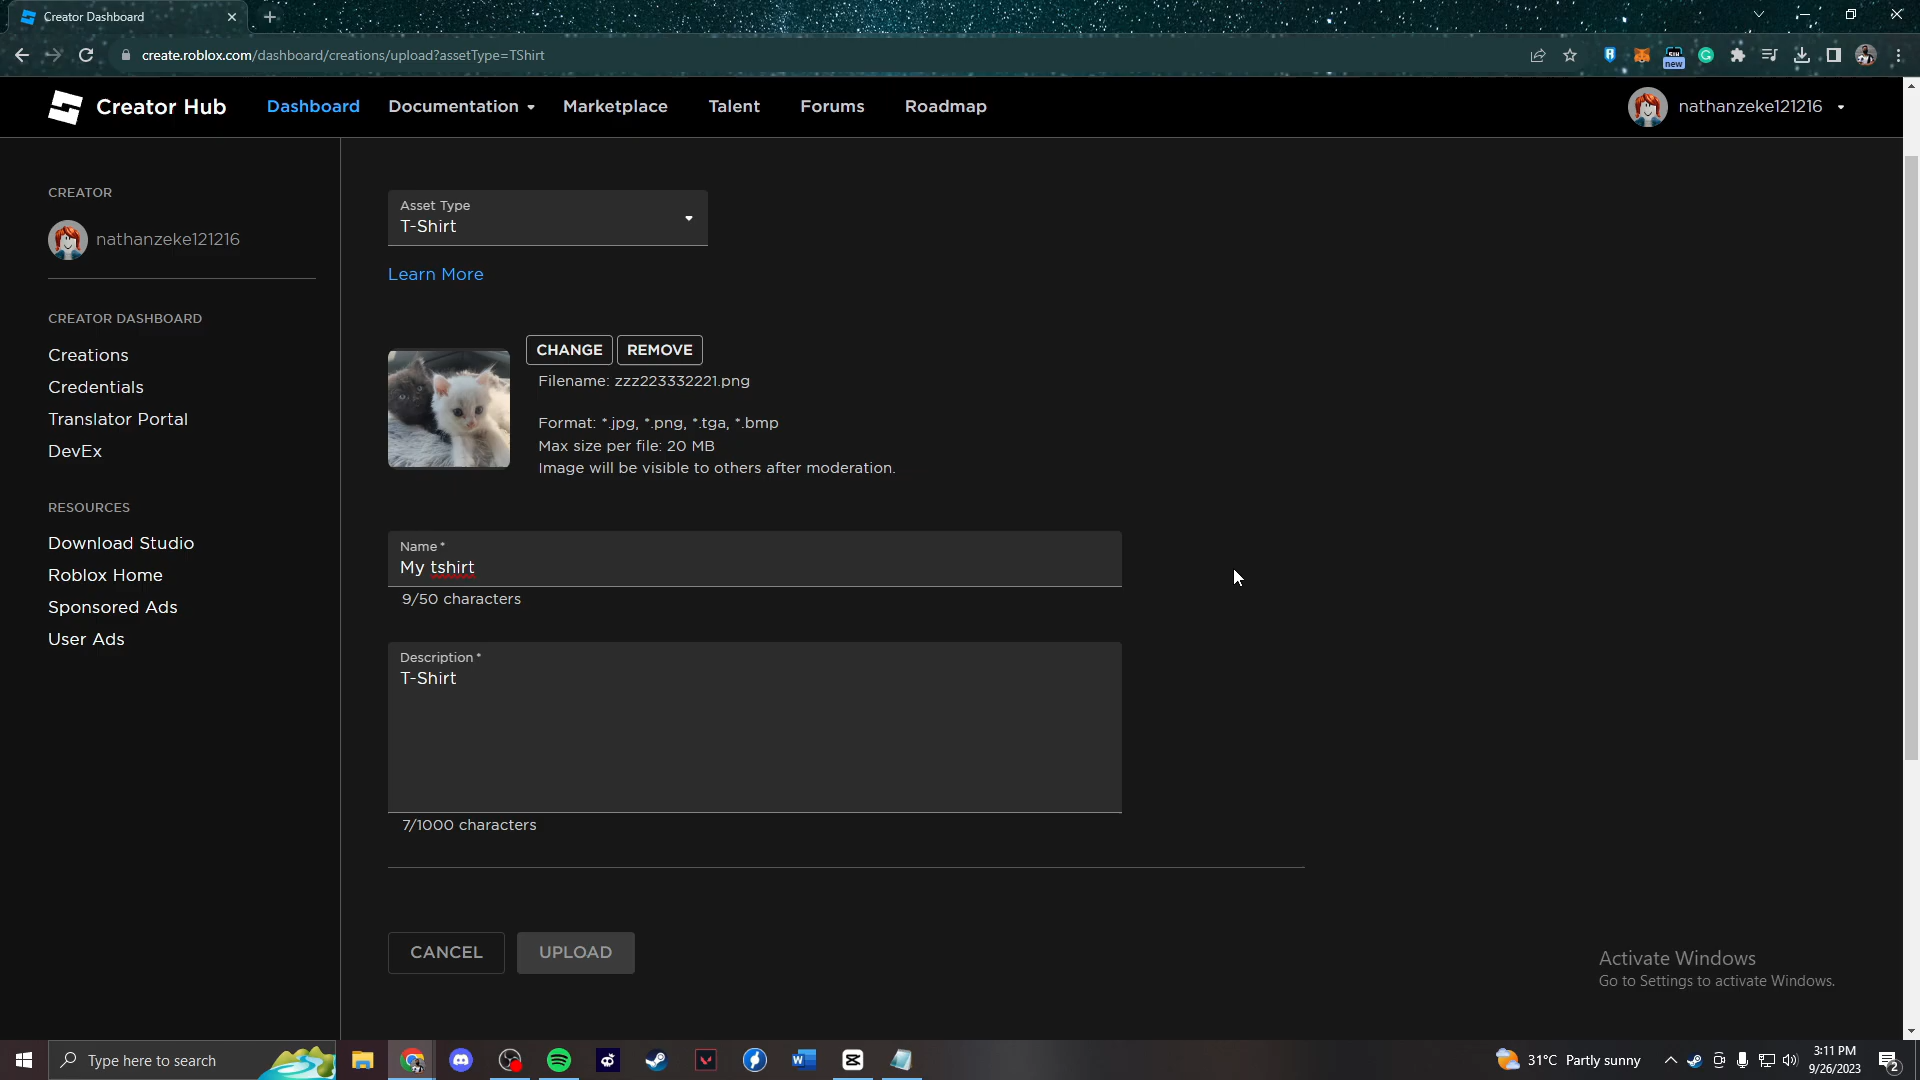 Creator Dashboard
create.roblox.com/dashboard/creations/upload?assetType=TShirt
new
Creator Hub
Dashboard
Documentation
Marketplace
Talent
Forums
Roadmap
nathanzeke121216
CREATOR
nathanzeke121216
CREATOR DASHBOARD
Creations
Credentials
Translator Portal
DevEx
RESOURCES
Download Studio
Roblox Home
Sponsored Ads
User Ads
Asset Type
T-Shirt
Learn More
CHANGE
REMOVE
Filename: zzz223332221.png
Format: *.jpg, *.png, *.tga, *.bmp
Max size per file: 20 MB
Image will be visible to others after moderation.
Name*
My tshirt
9/50 characters
Description*
T-Shirt
7/1000 characters
CANCEL
UPLOAD
Activate Windows
Go to Settings to activate Windows.
Type here to search
31°C Partly sunny
3:11 PM
9/26/2023
2